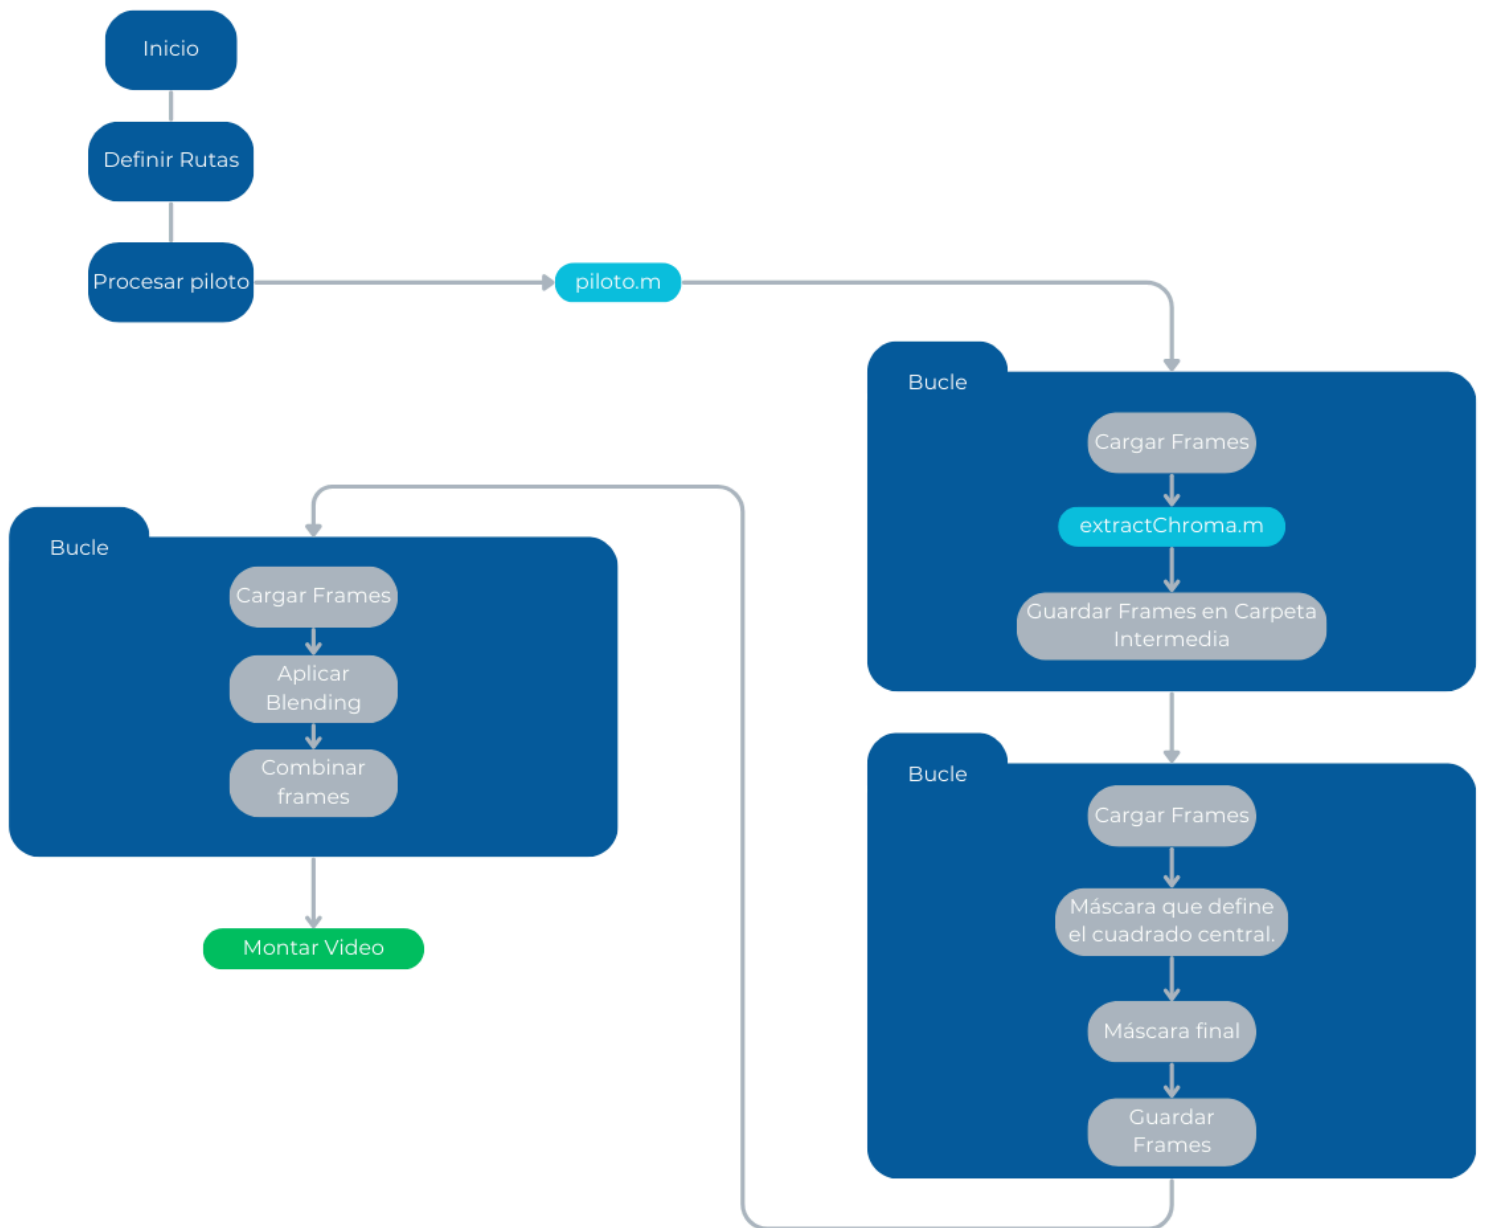 Inicio
Definir Rutas
Procesar piloto
piloto.m
Bucle
Cargar Frames
extractChroma.m
Guardar Frames en Carpeta
Intermedia
Bucle
Cargar Frames
Máscara que define
el cuadrado central.
Máscara final
Guardar
Frames
Bucle
Cargar Frames
Aplicar
Blending
Combinar
frames
Montar Video